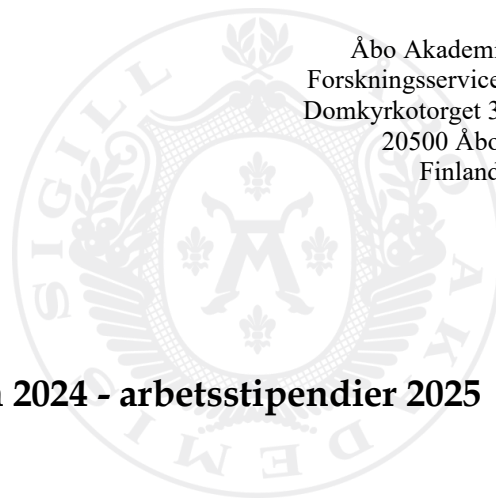 Åbo Akademi
Forskningsservice
Domkyrkotorget 3
20500 Åbo
Finland
2024 - arbetsstipendier 2025
SIGILL